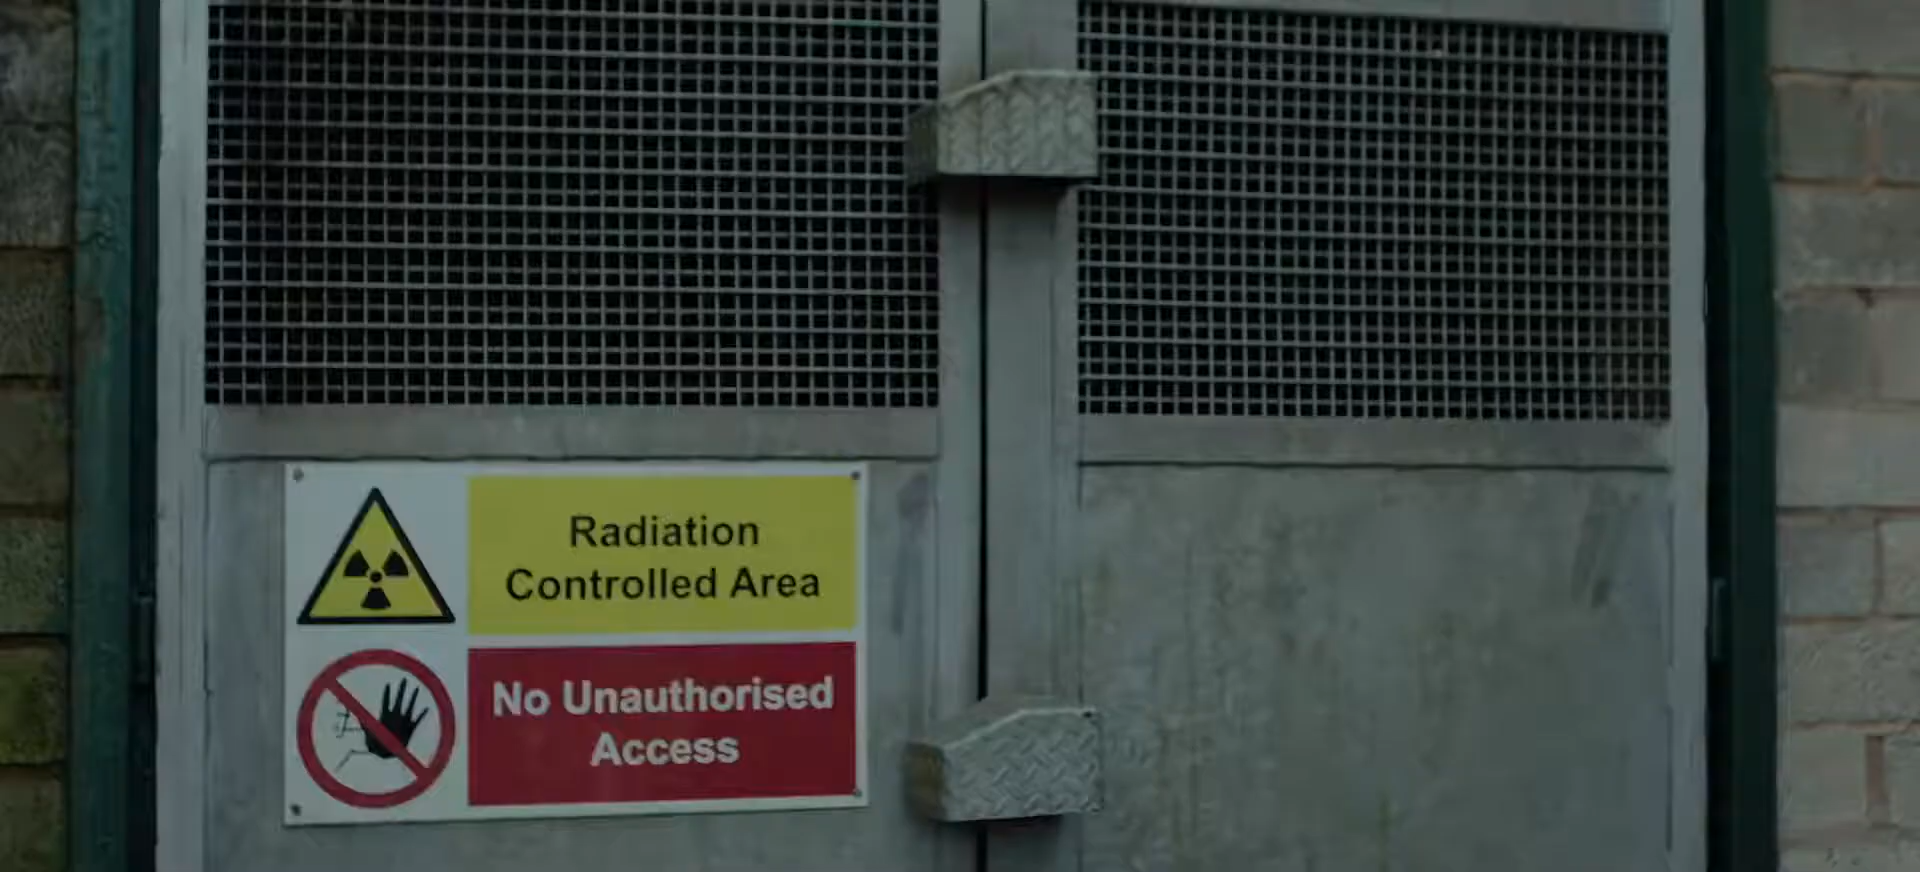 Radiation
Controlled Area
No Unauthorised
Access